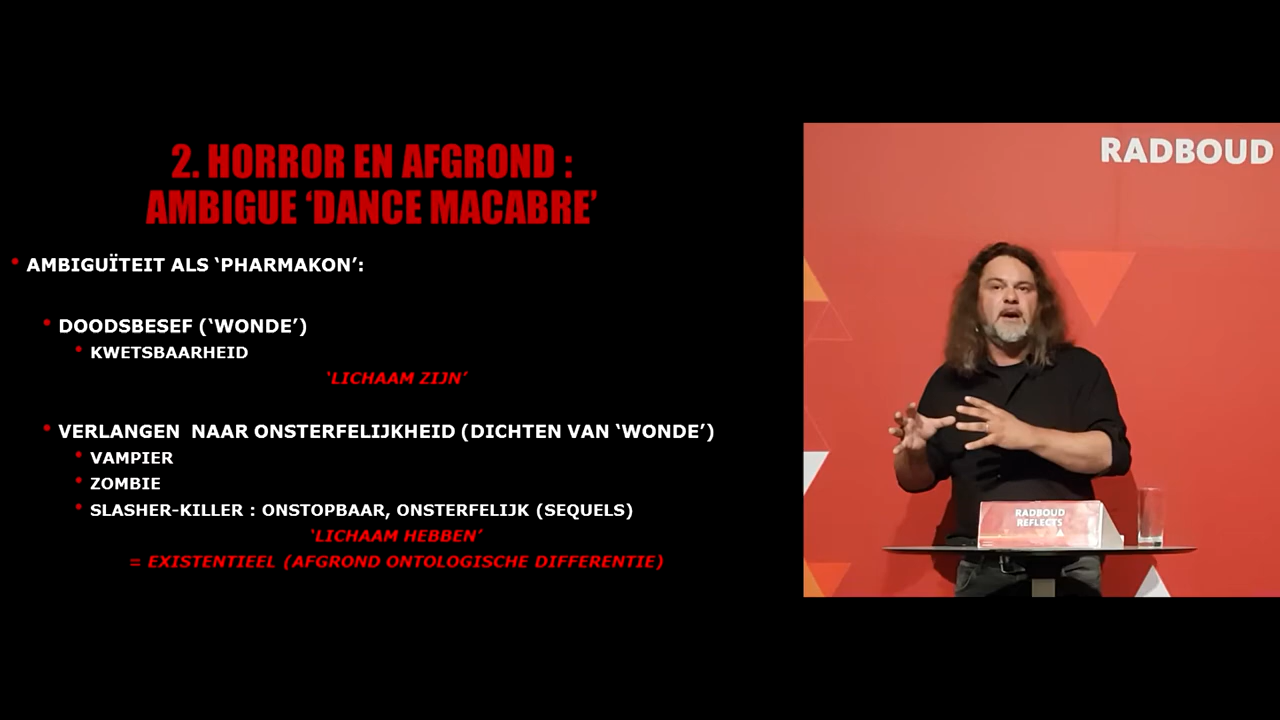 2. HORROR EN AFGROND :
AMBIGUE ‘DANCE MACABRE’
• AMBIGUÏTEIT ALS ‘PHARMAKON’:
• DOODSBESEF (‘WONDE’)
• KWETSBAARHEID
‘LICHAAM ZIJN’
• VERLANGEN NAAR ONSTERFELIJKHEID (DICHTEN VAN ‘WONDE’)
• VAMPIER
• ZOMBIE
• SLASHER-KILLER : ONSTOPBAAR, ONSTERFELIJK (SEQUELS)
‘LICHAAM HEBBEN’
= EXISTENTIEEL (AFGROND ONTOLOGISCHE DIFFERENTIE)
RADBOUD
RADBOUD
REFLECTS